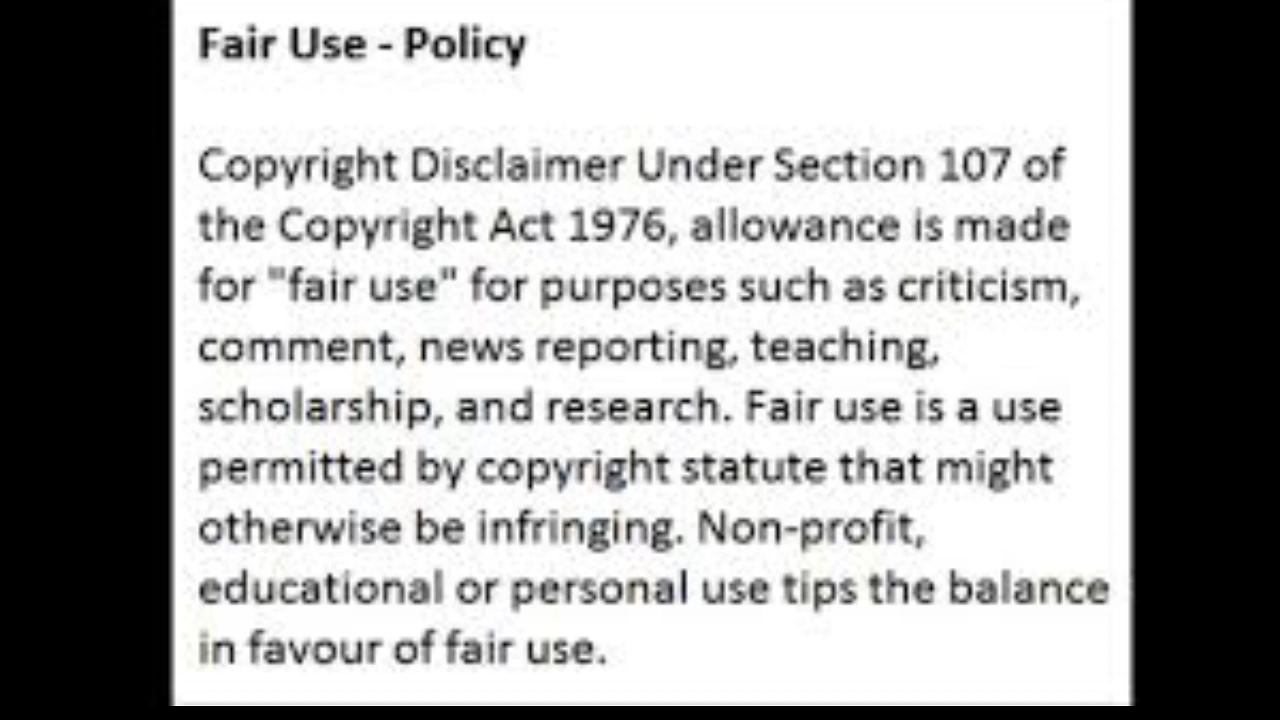 Fair Use - Policy
Copyright Disclaimer Under Section 107 of
the Copyright Act 1976, allowance is made
for "fair use" for purposes such as criticism,
comment, news reporting, teaching,
scholarship, and research. Fair use is a use
permitted by copyright statute that might
otherwise be infringing. Non-profit,
educational or personal use tips the balance
in favour of fair use.